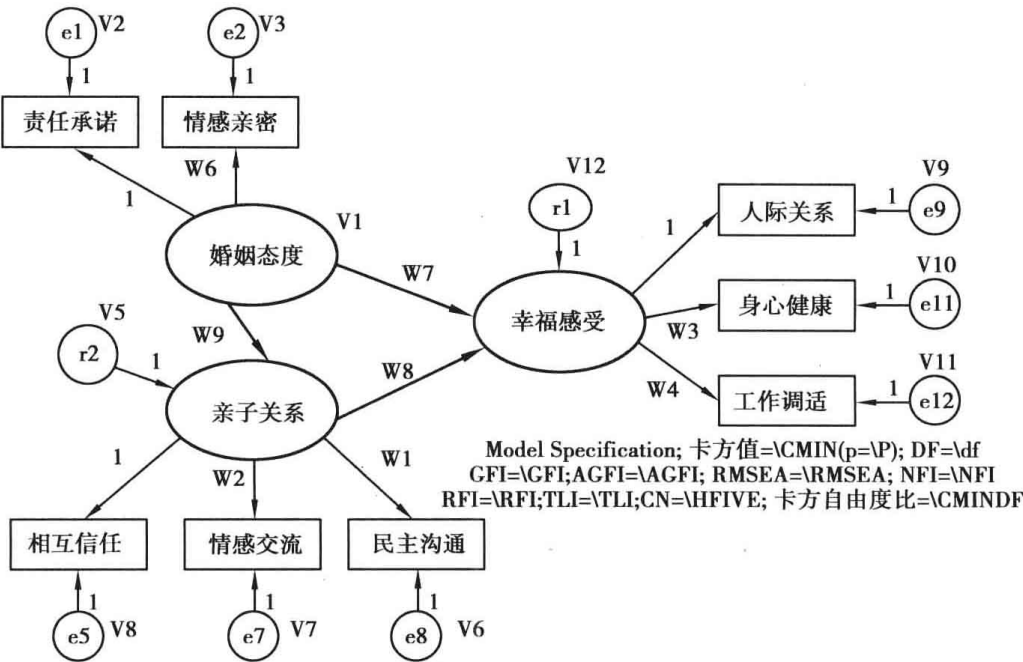 e1 V2 e2 V3
1 1
责任承诺 情感亲密
W6
1
V12 V9
r1 1 人际关系 1 e9
V1
婚姻态度 1
W7
V10
幸福感受 身心健康 1 e11
W3
V5 W9
r2 1 W8
V11
W4 工作调适 1 e12
亲子关系
1 W2 W1
Model Specification; 卡方值=\CMIN(p=\P); DF=\df
GFI=\GFI;AGFI=\AGFI; RMSEA=\RMSEA; NFI=\NFI
RFI=\RFI;TLI=\TLI;CN=\HFIVE; 卡方自由度比=\CMINDF
相互信任 情感交流 民主沟通
1 1 1
e5 V8 e7 V7 e8 V6